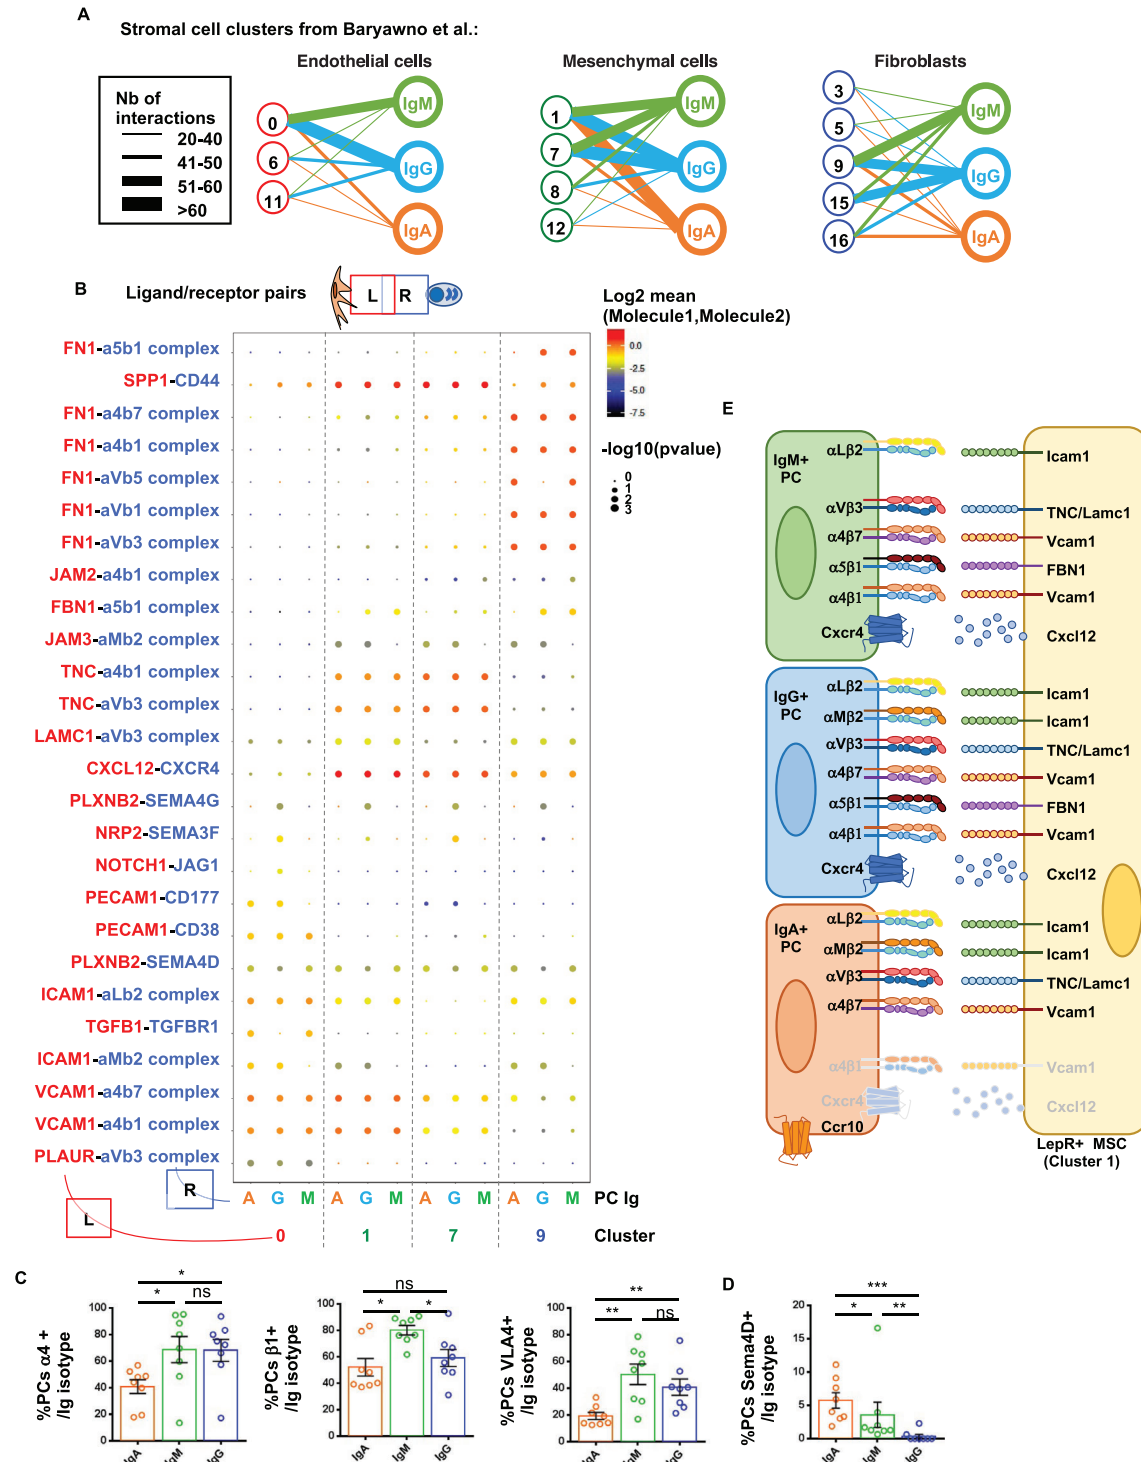 A
Stromal cell clusters from Baryawno et al.:
Endothelial cells
Mesenchymal cells
Fibroblasts
Nb of
interactions
20-40
41-50
51-60
>60
0
6
11
IgM
IgG
IgA
1
7
8
12
IgM
IgG
IgA
3
5
9
15
16
IgM
IgG
IgA
B
Ligand/receptor pairs
L R
Log2 mean
(Molecule1,Molecule2)
0.0
-2.5
-5.0
-7.5
-log10(pvalue)
0
1
2
3
FN1-a5b1 complex
SPP1-CD44
FN1-a4b7 complex
FN1-a4b1 complex
FN1-aVb5 complex
FN1-aVb1 complex
FN1-aVb3 complex
JAM2-a4b1 complex
FBN1-a5b1 complex
JAM3-aMb2 complex
TNC-a4b1 complex
TNC-aVb3 complex
LAMC1-aVb3 complex
CXCL12-CXCR4
PLXNB2-SEMA4G
NRP2-SEMA3F
NOTCH1-JAG1
PECAM1-CD177
PECAM1-CD38
PLXNB2-SEMA4D
ICAM1-aLb2 complex
TGFB1-TGFBR1
ICAM1-aMb2 complex
VCAM1-a4b7 complex
VCAM1-a4b1 complex
PLAUR-aVb3 complex
R
L
A G M A G M A G M A G M PC Ig
0 1 7 9 Cluster
E
IgM+
PC
αLβ2
αVβ3
α4β7
α5β1
α4β1
Cxcr4
Icam1
TNC/Lamc1
Vcam1
FBN1
Vcam1
Cxcl12
IgG+
PC
αLβ2
αMβ2
αVβ3
α4β7
α5β1
α4β1
Cxcr4
Icam1
Icam1
TNC/Lamc1
Vcam1
FBN1
Vcam1
Cxcl12
IgA+
PC
αLβ2
αMβ2
αVβ3
α4β7
α4β1
Cxcr4
Ccr10
Icam1
Icam1
TNC/Lamc1
Vcam1
Vcam1
Cxcl12
LepR+ MSC
(Cluster 1)
C
%PCs α4 +
/Ig isotype
100
80
60
40
20
0
*
* ns
IgA IgM IgG
%PCs β1+
/Ig isotype
100
80
60
40
20
0
ns
* *
IgA IgM IgG
%PCs VLA4+
/Ig isotype
100
80
60
40
20
0
**
** ns
IgA IgM IgG
D
%PCs Sema4D+
/Ig isotype
20
15
10
5
0
***
* **
IgA IgM IgG